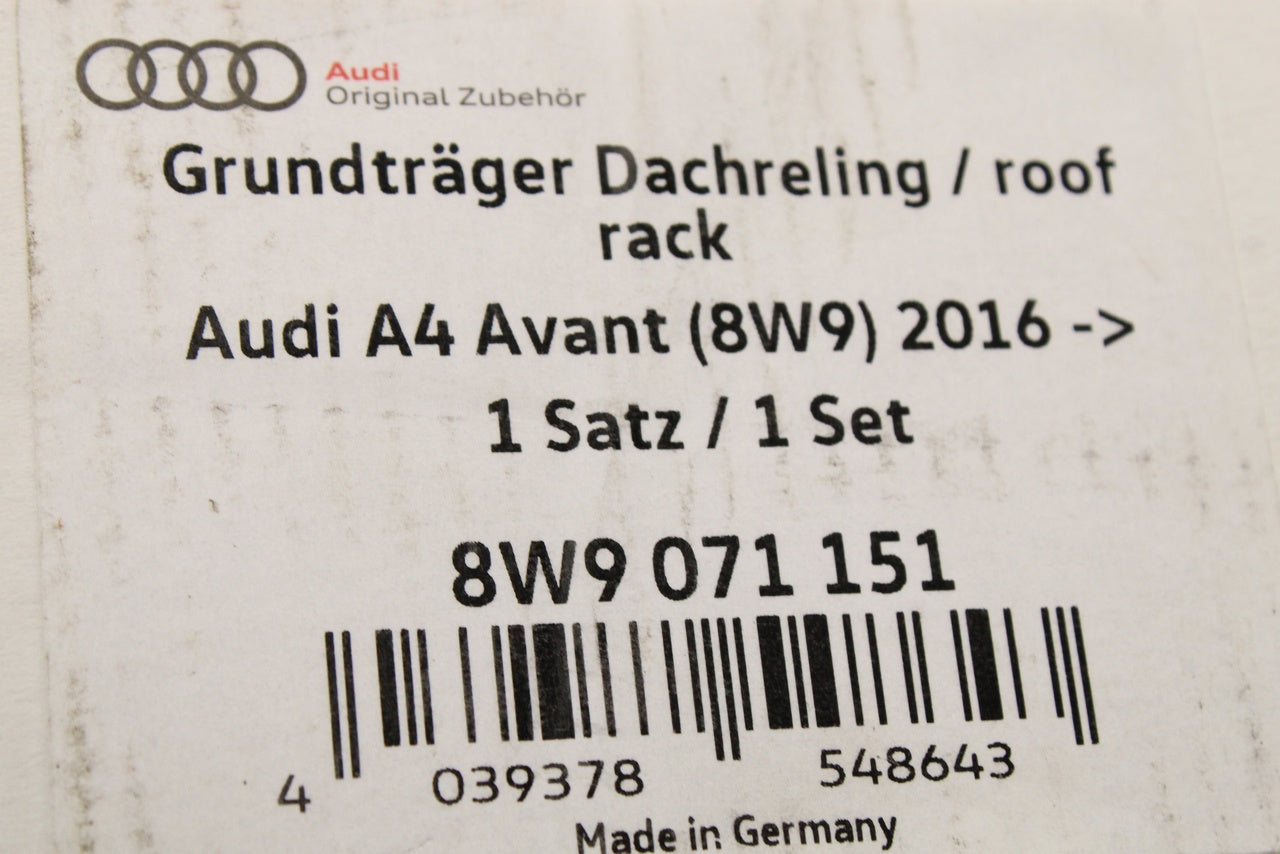 Audi
Original Zubehör
Grundträger Dachreling / roof
rack
Audi A4 Avant (8W9) 2016 ->
1 Satz / 1 Set
8W9 071 151
4 039378 548643
Made in Germany